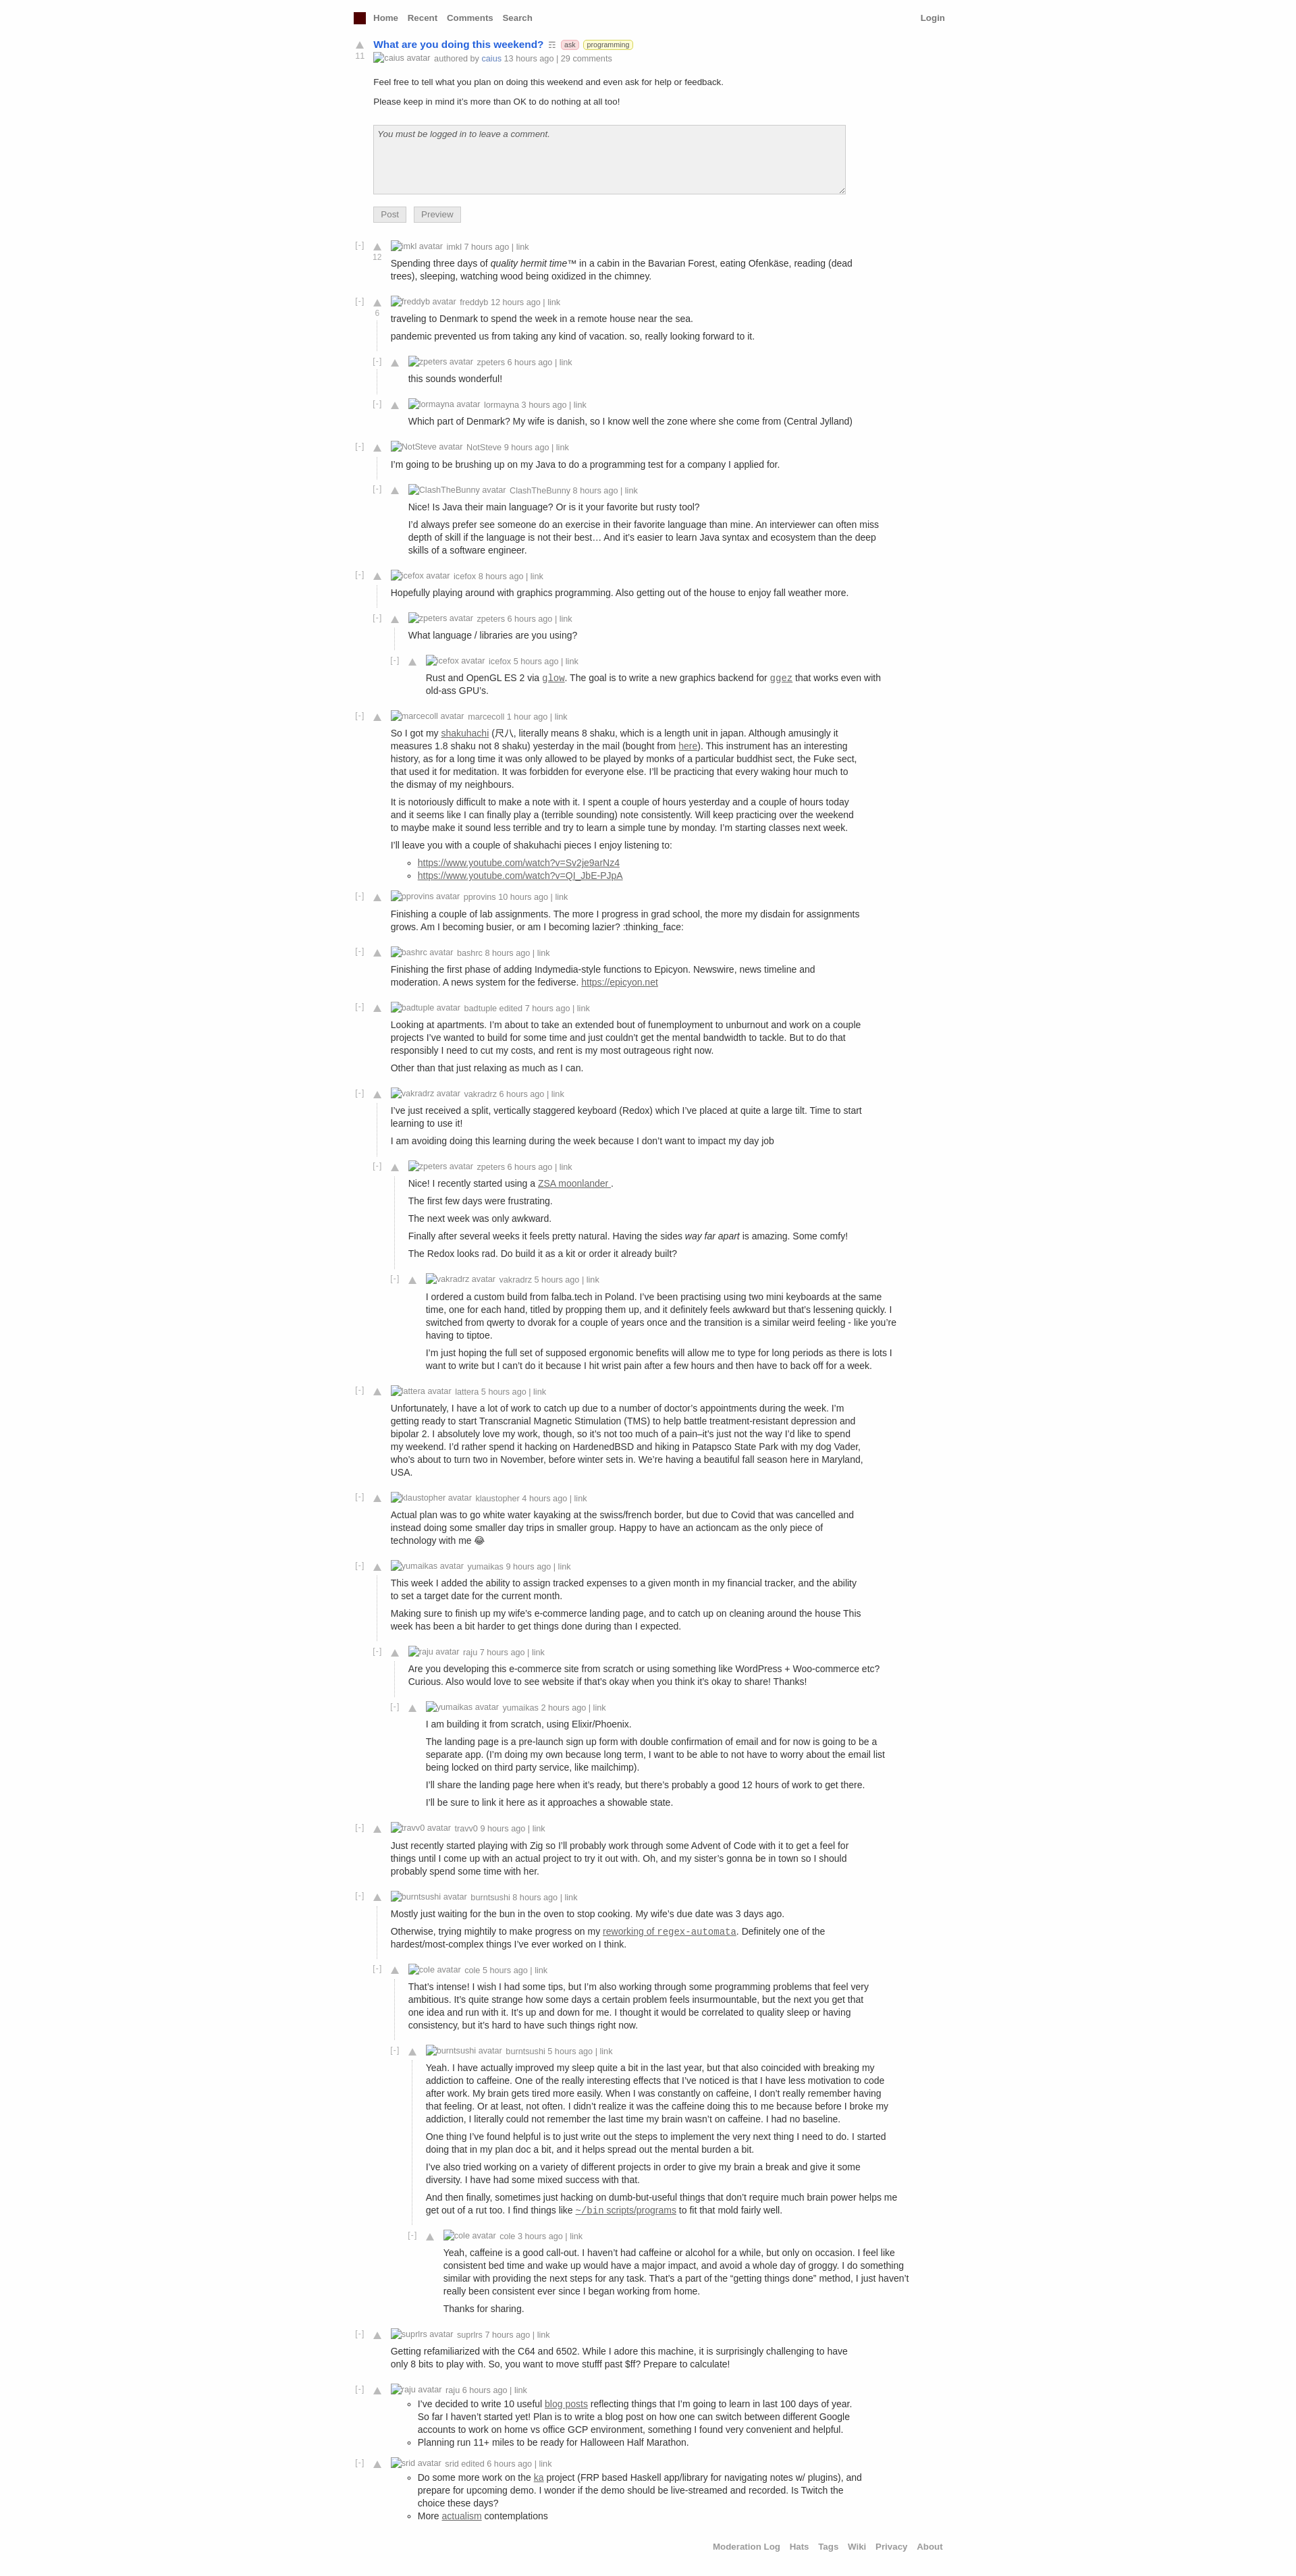 Home Recent Comments Search Login
What are you doing this weekend? ☶ ask programming
11
caius avatar authored by caius 13 hours ago | 29 comments
Feel free to tell what you plan on doing this weekend and even ask for help or feedback.
Please keep in mind it’s more than OK to do nothing at all too!
You must be logged in to leave a comment.
Post Preview
[-] imkl avatar imkl 7 hours ago | link
12
Spending three days of quality hermit time™ in a cabin in the Bavarian Forest, eating Ofenkäse, reading (dead
trees), sleeping, watching wood being oxidized in the chimney.
[-] freddyb avatar freddyb 12 hours ago | link
6
traveling to Denmark to spend the week in a remote house near the sea.
pandemic prevented us from taking any kind of vacation. so, really looking forward to it.
[-] zpeters avatar zpeters 6 hours ago | link
this sounds wonderful!
[-] lormayna avatar lormayna 3 hours ago | link
Which part of Denmark? My wife is danish, so I know well the zone where she come from (Central Jylland)
[-] NotSteve avatar NotSteve 9 hours ago | link
I’m going to be brushing up on my Java to do a programming test for a company I applied for.
[-] ClashTheBunny avatar ClashTheBunny 8 hours ago | link
Nice! Is Java their main language? Or is it your favorite but rusty tool?
I’d always prefer see someone do an exercise in their favorite language than mine. An interviewer can often miss
depth of skill if the language is not their best… And it’s easier to learn Java syntax and ecosystem than the deep
skills of a software engineer.
[-] icefox avatar icefox 8 hours ago | link
Hopefully playing around with graphics programming. Also getting out of the house to enjoy fall weather more.
[-] zpeters avatar zpeters 6 hours ago | link
What language / libraries are you using?
[-] icefox avatar icefox 5 hours ago | link
Rust and OpenGL ES 2 via glow. The goal is to write a new graphics backend for ggez that works even with
old-ass GPU’s.
[-] marcecoll avatar marcecoll 1 hour ago | link
So I got my shakuhachi (尺八, literally means 8 shaku, which is a length unit in japan. Although amusingly it
measures 1.8 shaku not 8 shaku) yesterday in the mail (bought from here). This instrument has an interesting
history, as for a long time it was only allowed to be played by monks of a particular buddhist sect, the Fuke sect,
that used it for meditation. It was forbidden for everyone else. I’ll be practicing that every waking hour much to
the dismay of my neighbours.
It is notoriously difficult to make a note with it. I spent a couple of hours yesterday and a couple of hours today
and it seems like I can finally play a (terrible sounding) note consistently. Will keep practicing over the weekend
to maybe make it sound less terrible and try to learn a simple tune by monday. I’m starting classes next week.
I’ll leave you with a couple of shakuhachi pieces I enjoy listening to:
https://www.youtube.com/watch?v=Sv2je9arNz4
https://www.youtube.com/watch?v=QI_JbE-PJpA
[-] pprovins avatar pprovins 10 hours ago | link
Finishing a couple of lab assignments. The more I progress in grad school, the more my disdain for assignments
grows. Am I becoming busier, or am I becoming lazier? :thinking_face:
[-] bashrc avatar bashrc 8 hours ago | link
Finishing the first phase of adding Indymedia-style functions to Epicyon. Newswire, news timeline and
moderation. A news system for the fediverse. https://epicyon.net
[-] badtuple avatar badtuple edited 7 hours ago | link
Looking at apartments. I’m about to take an extended bout of funemployment to unburnout and work on a couple
projects I’ve wanted to build for some time and just couldn’t get the mental bandwidth to tackle. But to do that
responsibly I need to cut my costs, and rent is my most outrageous right now.
Other than that just relaxing as much as I can.
[-] vakradrz avatar vakradrz 6 hours ago | link
I’ve just received a split, vertically staggered keyboard (Redox) which I’ve placed at quite a large tilt. Time to start
learning to use it!
I am avoiding doing this learning during the week because I don’t want to impact my day job
[-] zpeters avatar zpeters 6 hours ago | link
Nice! I recently started using a ZSA moonlander .
The first few days were frustrating.
The next week was only awkward.
Finally after several weeks it feels pretty natural. Having the sides way far apart is amazing. Some comfy!
The Redox looks rad. Do build it as a kit or order it already built?
[-] vakradrz avatar vakradrz 5 hours ago | link
I ordered a custom build from falba.tech in Poland. I’ve been practising using two mini keyboards at the same
time, one for each hand, titled by propping them up, and it definitely feels awkward but that’s lessening quickly. I
switched from qwerty to dvorak for a couple of years once and the transition is a similar weird feeling - like you’re
having to tiptoe.
I’m just hoping the full set of supposed ergonomic benefits will allow me to type for long periods as there is lots I
want to write but I can’t do it because I hit wrist pain after a few hours and then have to back off for a week.
[-] lattera avatar lattera 5 hours ago | link
Unfortunately, I have a lot of work to catch up due to a number of doctor’s appointments during the week. I’m
getting ready to start Transcranial Magnetic Stimulation (TMS) to help battle treatment-resistant depression and
bipolar 2. I absolutely love my work, though, so it’s not too much of a pain–it’s just not the way I’d like to spend
my weekend. I’d rather spend it hacking on HardenedBSD and hiking in Patapsco State Park with my dog Vader,
who’s about to turn two in November, before winter sets in. We’re having a beautiful fall season here in Maryland,
USA.
[-] klaustopher avatar klaustopher 4 hours ago | link
Actual plan was to go white water kayaking at the swiss/french border, but due to Covid that was cancelled and
instead doing some smaller day trips in smaller group. Happy to have an actioncam as the only piece of
technology with me 😂
[-] yumaikas avatar yumaikas 9 hours ago | link
This week I added the ability to assign tracked expenses to a given month in my financial tracker, and the ability
to set a target date for the current month.
Making sure to finish up my wife’s e-commerce landing page, and to catch up on cleaning around the house This
week has been a bit harder to get things done during than I expected.
[-] raju avatar raju 7 hours ago | link
Are you developing this e-commerce site from scratch or using something like WordPress + Woo-commerce etc?
Curious. Also would love to see website if that’s okay when you think it’s okay to share! Thanks!
[-] yumaikas avatar yumaikas 2 hours ago | link
I am building it from scratch, using Elixir/Phoenix.
The landing page is a pre-launch sign up form with double confirmation of email and for now is going to be a
separate app. (I’m doing my own because long term, I want to be able to not have to worry about the email list
being locked on third party service, like mailchimp).
I’ll share the landing page here when it’s ready, but there’s probably a good 12 hours of work to get there.
I’ll be sure to link it here as it approaches a showable state.
[-] travv0 avatar travv0 9 hours ago | link
Just recently started playing with Zig so I’ll probably work through some Advent of Code with it to get a feel for
things until I come up with an actual project to try it out with. Oh, and my sister’s gonna be in town so I should
probably spend some time with her.
[-] burntsushi avatar burntsushi 8 hours ago | link
Mostly just waiting for the bun in the oven to stop cooking. My wife’s due date was 3 days ago.
Otherwise, trying mightily to make progress on my reworking of regex-automata. Definitely one of the
hardest/most-complex things I’ve ever worked on I think.
[-] cole avatar cole 5 hours ago | link
That’s intense! I wish I had some tips, but I’m also working through some programming problems that feel very
ambitious. It’s quite strange how some days a certain problem feels insurmountable, but the next you get that
one idea and run with it. It’s up and down for me. I thought it would be correlated to quality sleep or having
consistency, but it’s hard to have such things right now.
[-] burntsushi avatar burntsushi 5 hours ago | link
Yeah. I have actually improved my sleep quite a bit in the last year, but that also coincided with breaking my
addiction to caffeine. One of the really interesting effects that I’ve noticed is that I have less motivation to code
after work. My brain gets tired more easily. When I was constantly on caffeine, I don’t really remember having
that feeling. Or at least, not often. I didn’t realize it was the caffeine doing this to me because before I broke my
addiction, I literally could not remember the last time my brain wasn’t on caffeine. I had no baseline.
One thing I’ve found helpful is to just write out the steps to implement the very next thing I need to do. I started
doing that in my plan doc a bit, and it helps spread out the mental burden a bit.
I’ve also tried working on a variety of different projects in order to give my brain a break and give it some
diversity. I have had some mixed success with that.
And then finally, sometimes just hacking on dumb-but-useful things that don’t require much brain power helps me
get out of a rut too. I find things like ~/bin scripts/programs to fit that mold fairly well.
[-] cole avatar cole 3 hours ago | link
Yeah, caffeine is a good call-out. I haven’t had caffeine or alcohol for a while, but only on occasion. I feel like
consistent bed time and wake up would have a major impact, and avoid a whole day of groggy. I do something
similar with providing the next steps for any task. That’s a part of the “getting things done” method, I just haven’t
really been consistent ever since I began working from home.
Thanks for sharing.
[-] suprlrs avatar suprlrs 7 hours ago | link
Getting refamiliarized with the C64 and 6502. While I adore this machine, it is surprisingly challenging to have
only 8 bits to play with. So, you want to move stufff past $ff? Prepare to calculate!
[-] raju avatar raju 6 hours ago | link
I’ve decided to write 10 useful blog posts reflecting things that I’m going to learn in last 100 days of year.
So far I haven’t started yet! Plan is to write a blog post on how one can switch between different Google
accounts to work on home vs office GCP environment, something I found very convenient and helpful.
Planning run 11+ miles to be ready for Halloween Half Marathon.
[-] srid avatar srid edited 6 hours ago | link
Do some more work on the ka project (FRP based Haskell app/library for navigating notes w/ plugins), and
prepare for upcoming demo. I wonder if the demo should be live-streamed and recorded. Is Twitch the
choice these days?
More actualism contemplations
Moderation Log Hats Tags Wiki Privacy About